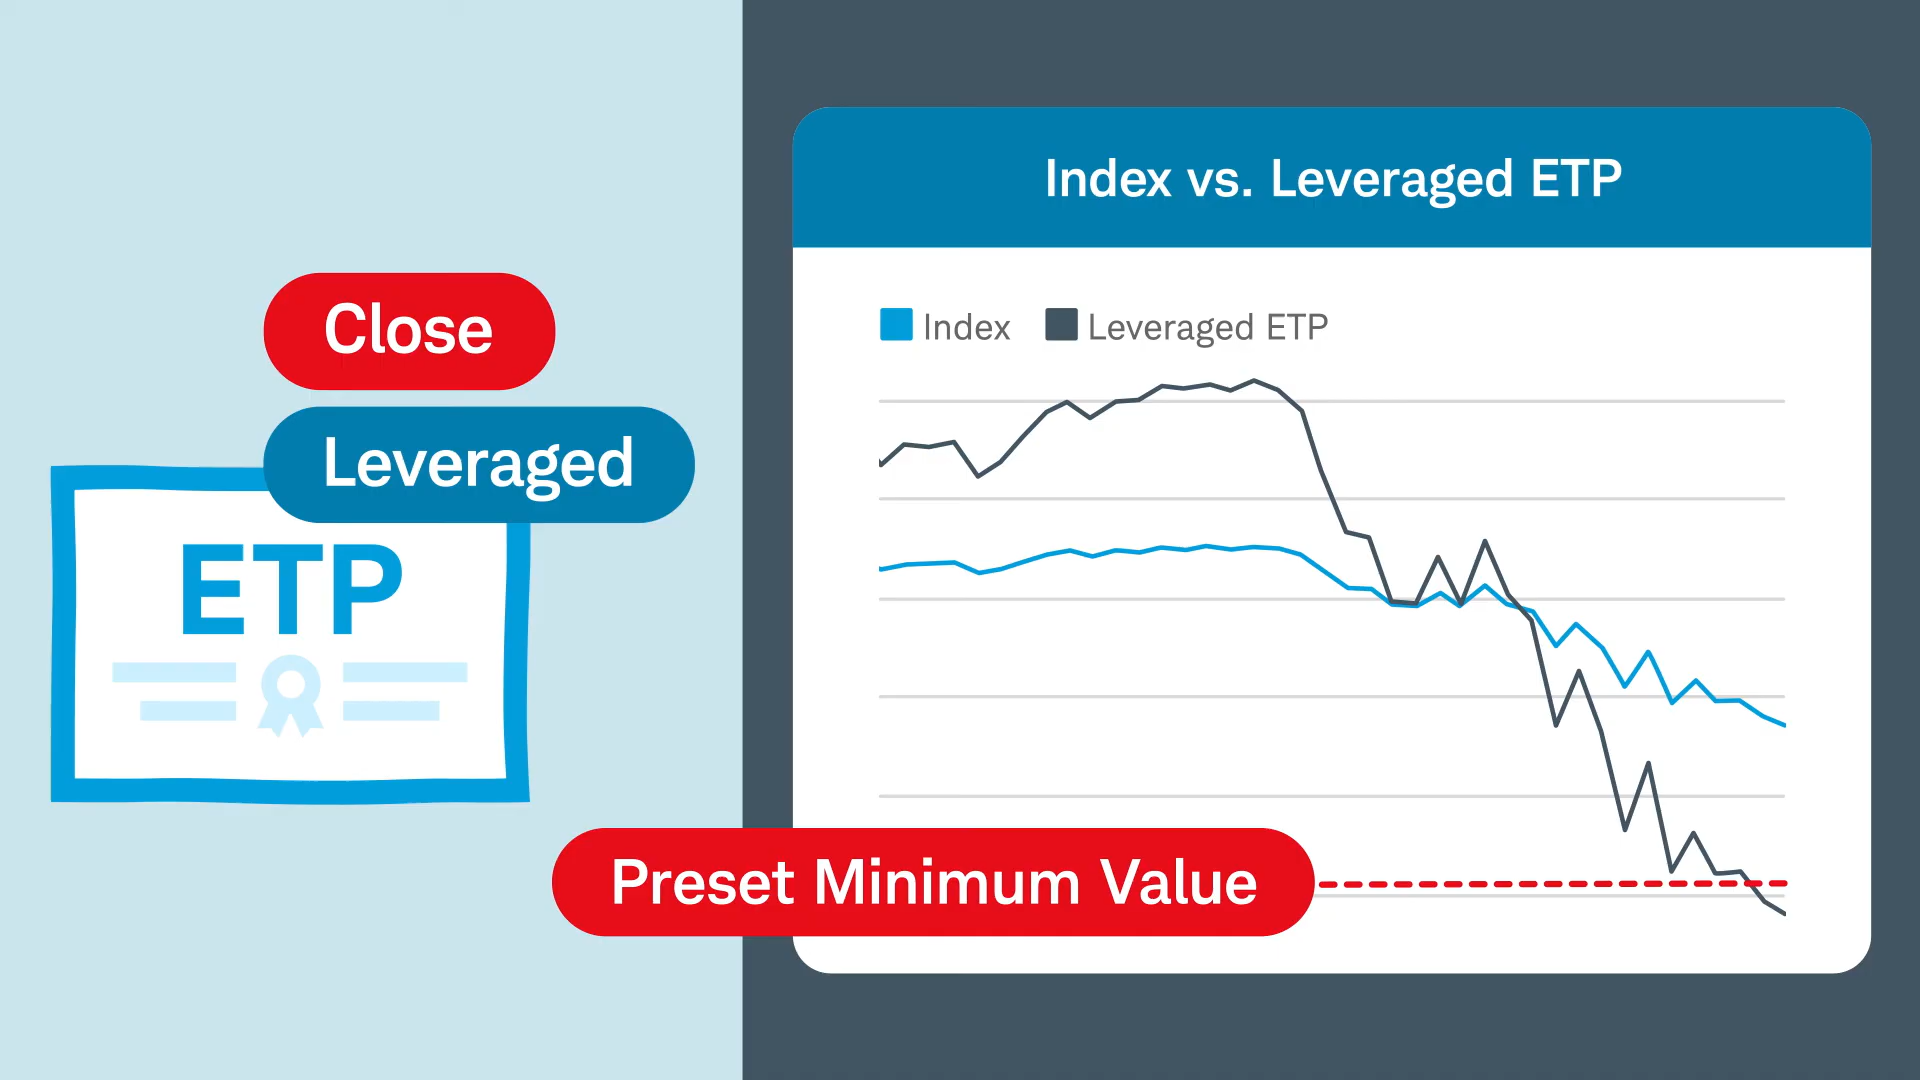 Close
Leveraged
ETP
Index vs. Leveraged ETP
Index
Leveraged ETP
Preset Minimum Value